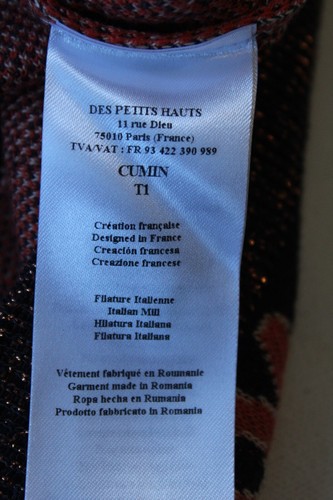 DES PETITS HAUTS
11 rue Dieu
75010 Paris (France)
TVA/VAT : FR 93 422 390 989
CUMIN
T1
Création française
Designed in France
Creación francesa
Creazione francese
Filature Italienne
Italian Mill
Hilatura Italiana
Filatura Italiana
Vêtement fabriqué en Roumanie
Garment made in Romania
Ropa hecha en Rumania
Prodotto fabbricato in Romania